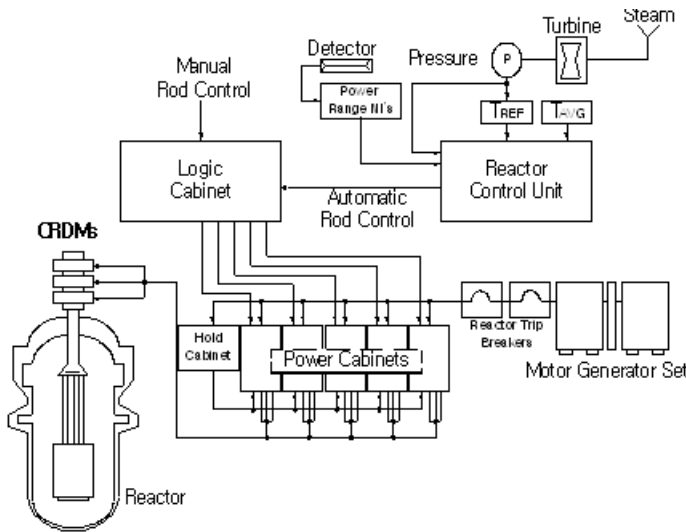 Steam
Turbine
Detector
Pressure
P
Manual
Rod Control
Power
Range NI's
TREF
TAVG
Logic
Cabinet
Reactor
Control Unit
Automatic
Rod Control
CRDMs
Hold
Cabinet
Power Cabinets
Reactor Trip
Breakers
Motor Generator Set
Reactor